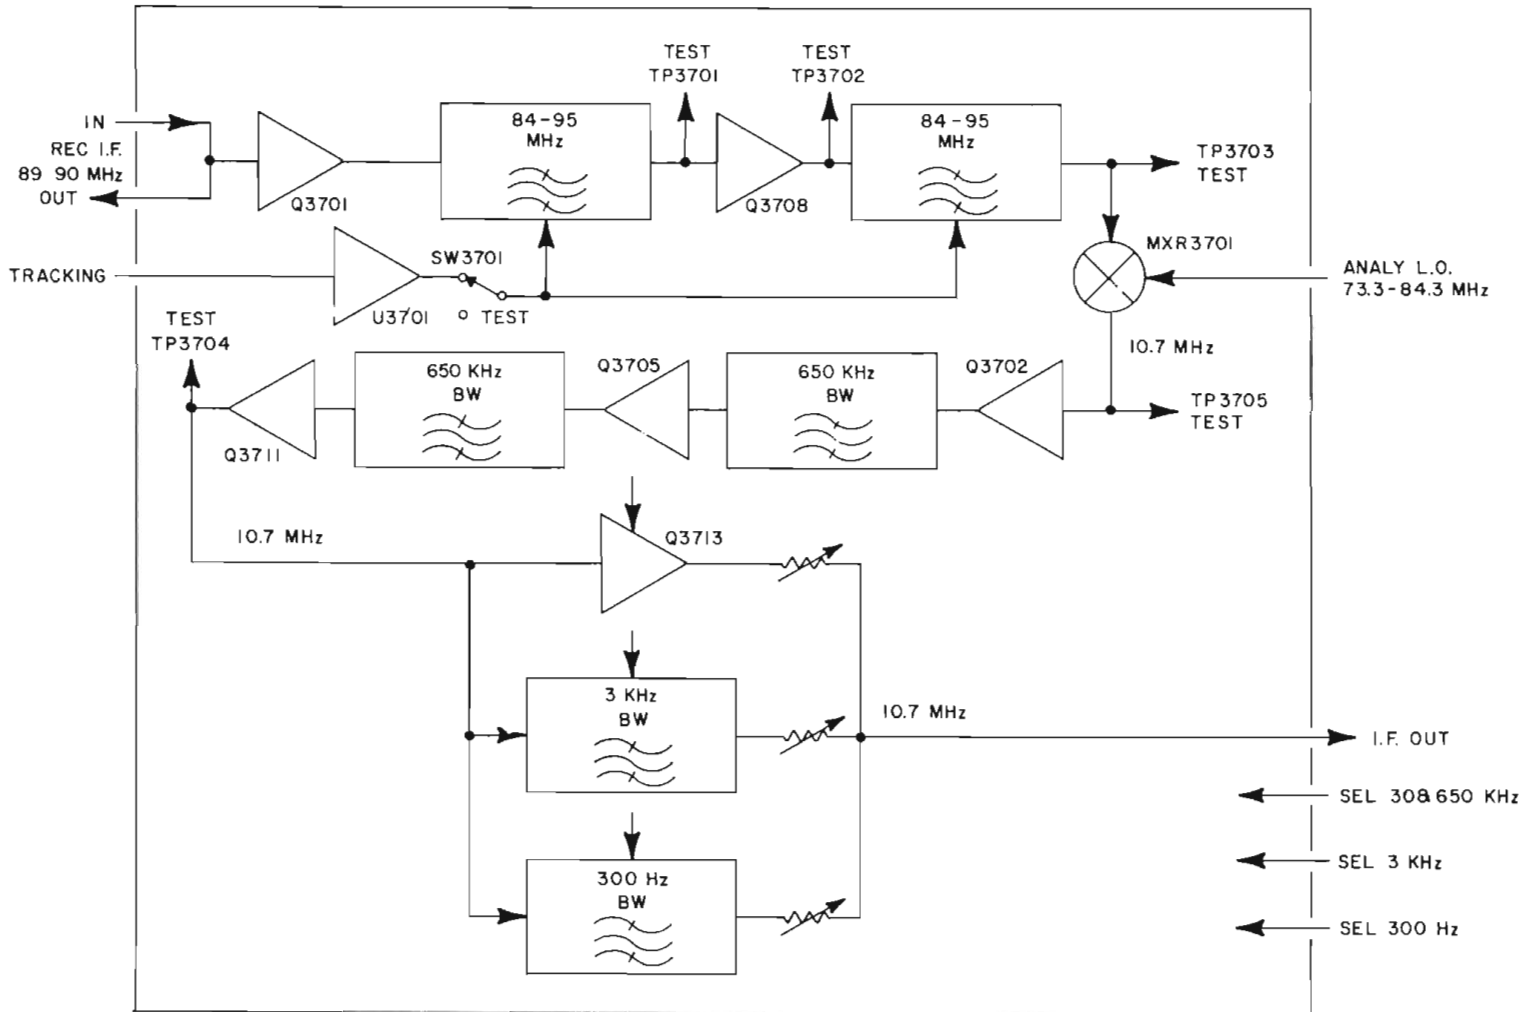 TEST
TP3701
TEST
TP3702
84-95
MHz
84-95
MHz
IN
REC I.F.
89 90 MHz
OUT
Q3701
Q3708
TP3703
TEST
MXR3701
TRACKING
SW3701
U3701
TEST
ANALY L.O.
73.3-84.3 MHz
TEST
TP3704
650 KHz
BW
Q3705
650 KHz
BW
Q3702
10.7 MHz
TP3705
TEST
Q3711
10.7 MHz
Q3713
3 KHz
BW
10.7 MHz
I.F. OUT
SEL 30& 650 KHz
SEL 3 KHz
300 Hz
BW
SEL 300 Hz